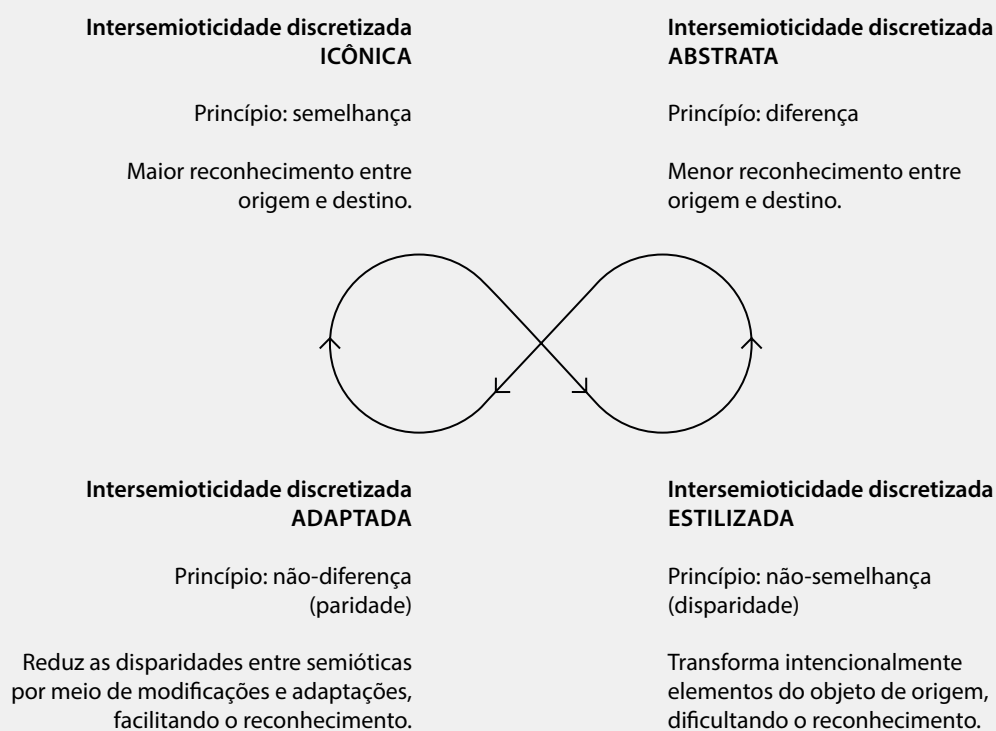 Intersemioticidade discretizada
ICÔNICA
Princípio: semelhança
Maior reconhecimento entre
origem e destino.
Intersemioticidade discretizada
ABSTRATA
Princípío: diferença
Menor reconhecimento entre
origem e destino.
Intersemioticidade discretizada
ADAPTADA
Princípio: não-diferença
(paridade)
Reduz as disparidades entre semióticas
por meio de modificações e adaptações,
facilitando o reconhecimento.
Intersemioticidade discretizada
ESTILIZADA
Princípio: não-semelhança
(disparidade)
Transforma intencionalmente
elementos do objeto de origem,
dificultando o reconhecimento.